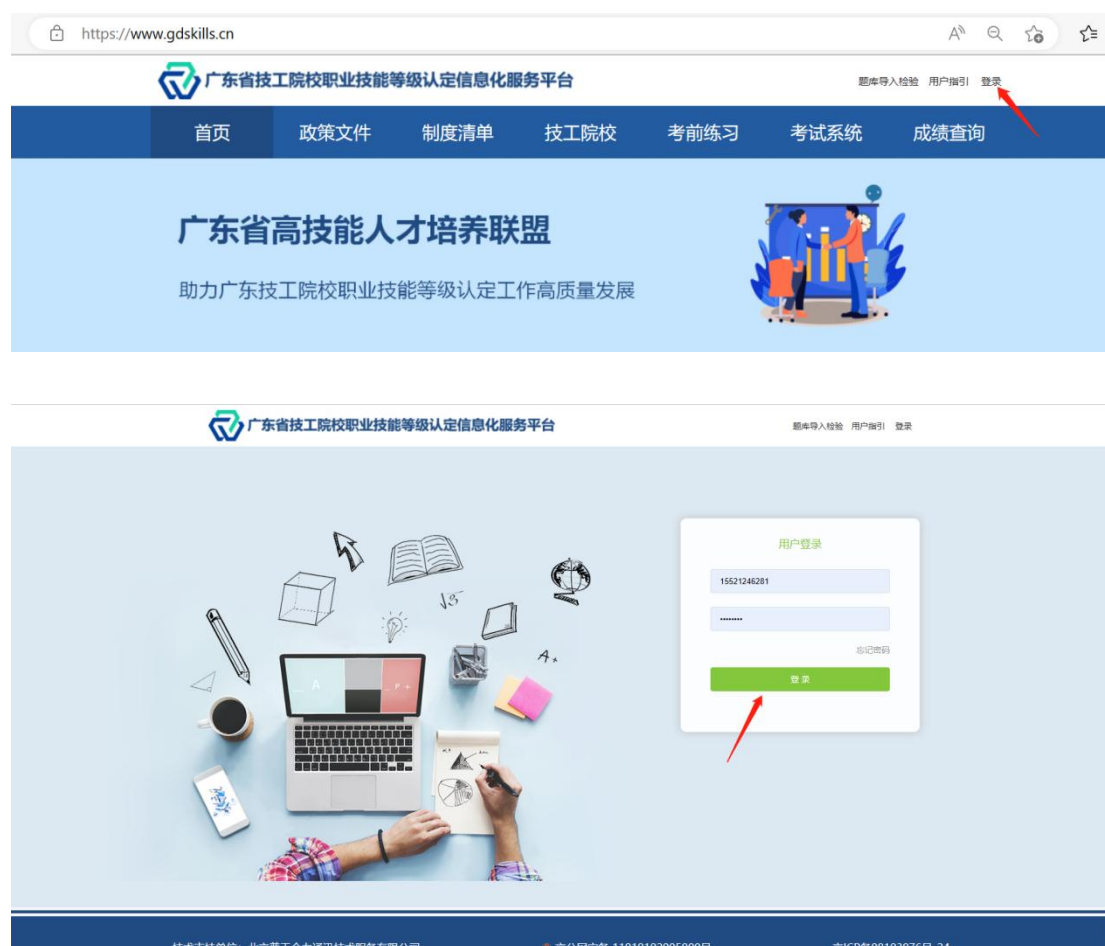 https://www.gdskills.cn
广东省技工院校职业技能等级认定信息化服务平台
题库导入检验 用户指引 登录
首页 政策文件 制度清单 技工院校 考前练习 考试系统 成绩查询
广东省高技能人才培养联盟
助力广东技工院校职业技能等级认定工作高质量发展
广东省技工院校职业技能等级认定信息化服务平台
题库导入检验 用户指引 登录
用户登录
15521246281
忘记密码
登 录
√3
A+
A
P+